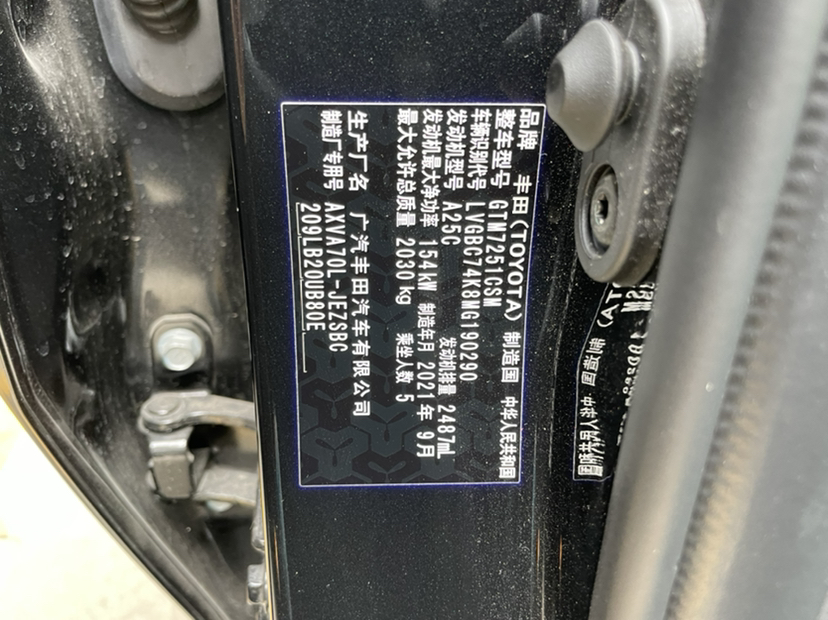 品牌 丰田(TOYOTA) 制造国 中华人民共和国
整车型号 GTM7251CSM
车辆识别代号 LVGBC74K8MG190290
发动机型号 A25C 发动机排量 2487mL
发动机最大净功率 154kW 制造年月 2021年9月
最大允许总质量 2030kg 乘坐人数 5
生产厂名 广汽丰田汽车有限公司
制造厂专用号 AXVA70L-JEZSBC
209LB20UB80E